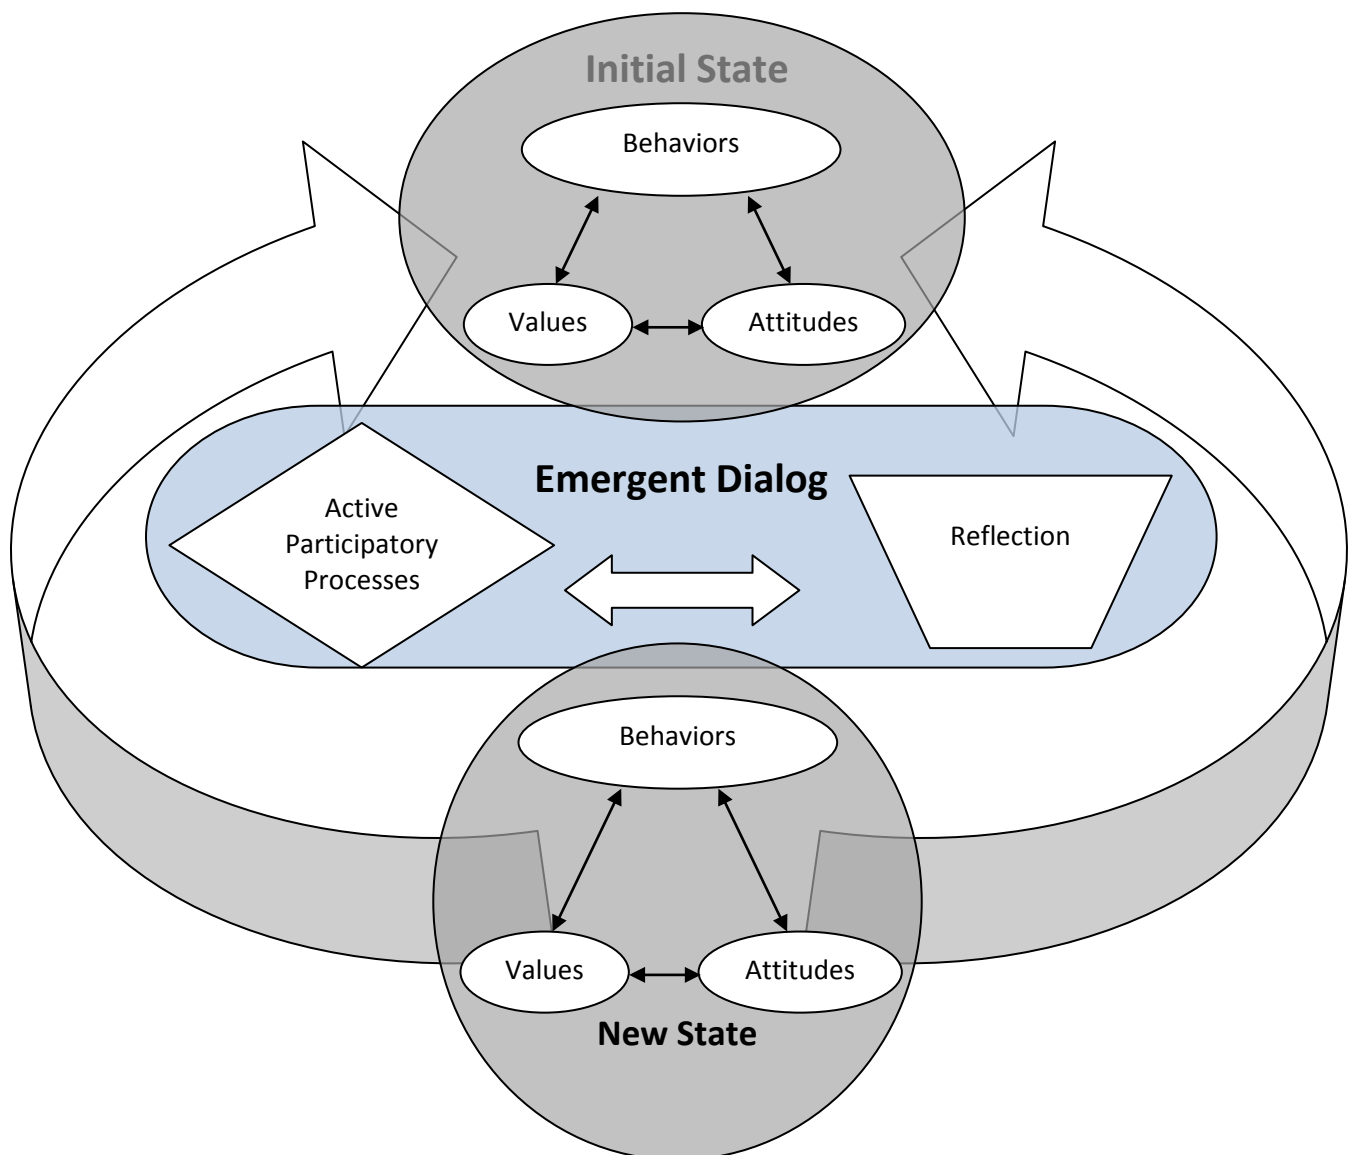 Initial State
Behaviors
Values
Attitudes
Emergent Dialog
Active
Participatory
Processes
Reflection
Behaviors
Values
Attitudes
New State